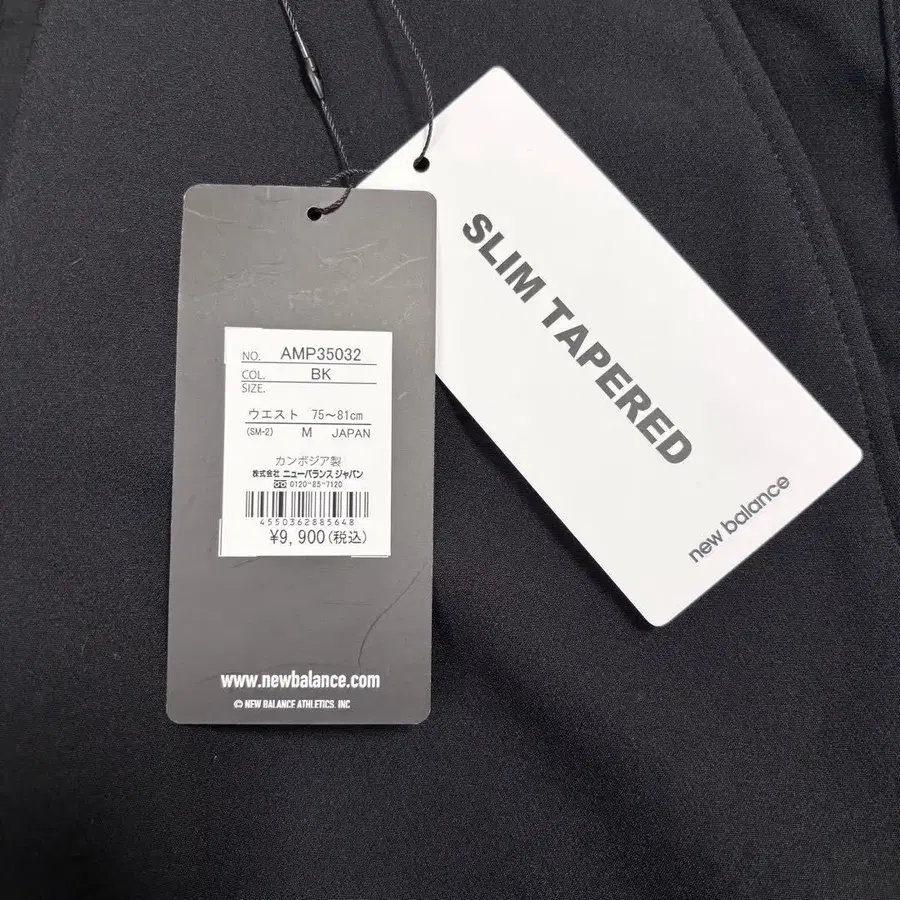 NO. AMP35032
COL. BK
SIZE.
ウエスト 75～81cm
(SM-2) M JAPAN
カンボジア製
株式会社 ニューバランス ジャパン
0120-85-7120
4550362885648
¥9,900(税込)
www.newbalance.com
© NEW BALANCE ATHLETICS, INC
SLIM TAPERED
new balance